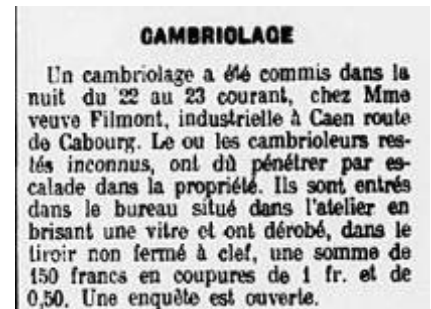 CAMBRIOLAGE
Un cambriolage a été commis dans la
nuit du 22 au 23 courant, chez Mme
veuve Filmont, industrielle à Caen route
de Cabourg. Le ou les cambrioleurs res-
tés inconnus, ont dû pénétrer par es-
calade dans la propriété. Ils sont entrés
dans le bureau situé dans l'atelier en
brisant une vitre et ont dérobé, dans le
tiroir non fermé à clef, une somme de
150 francs en coupures de 1 fr. et de
0,50. Une enquête est ouverte.